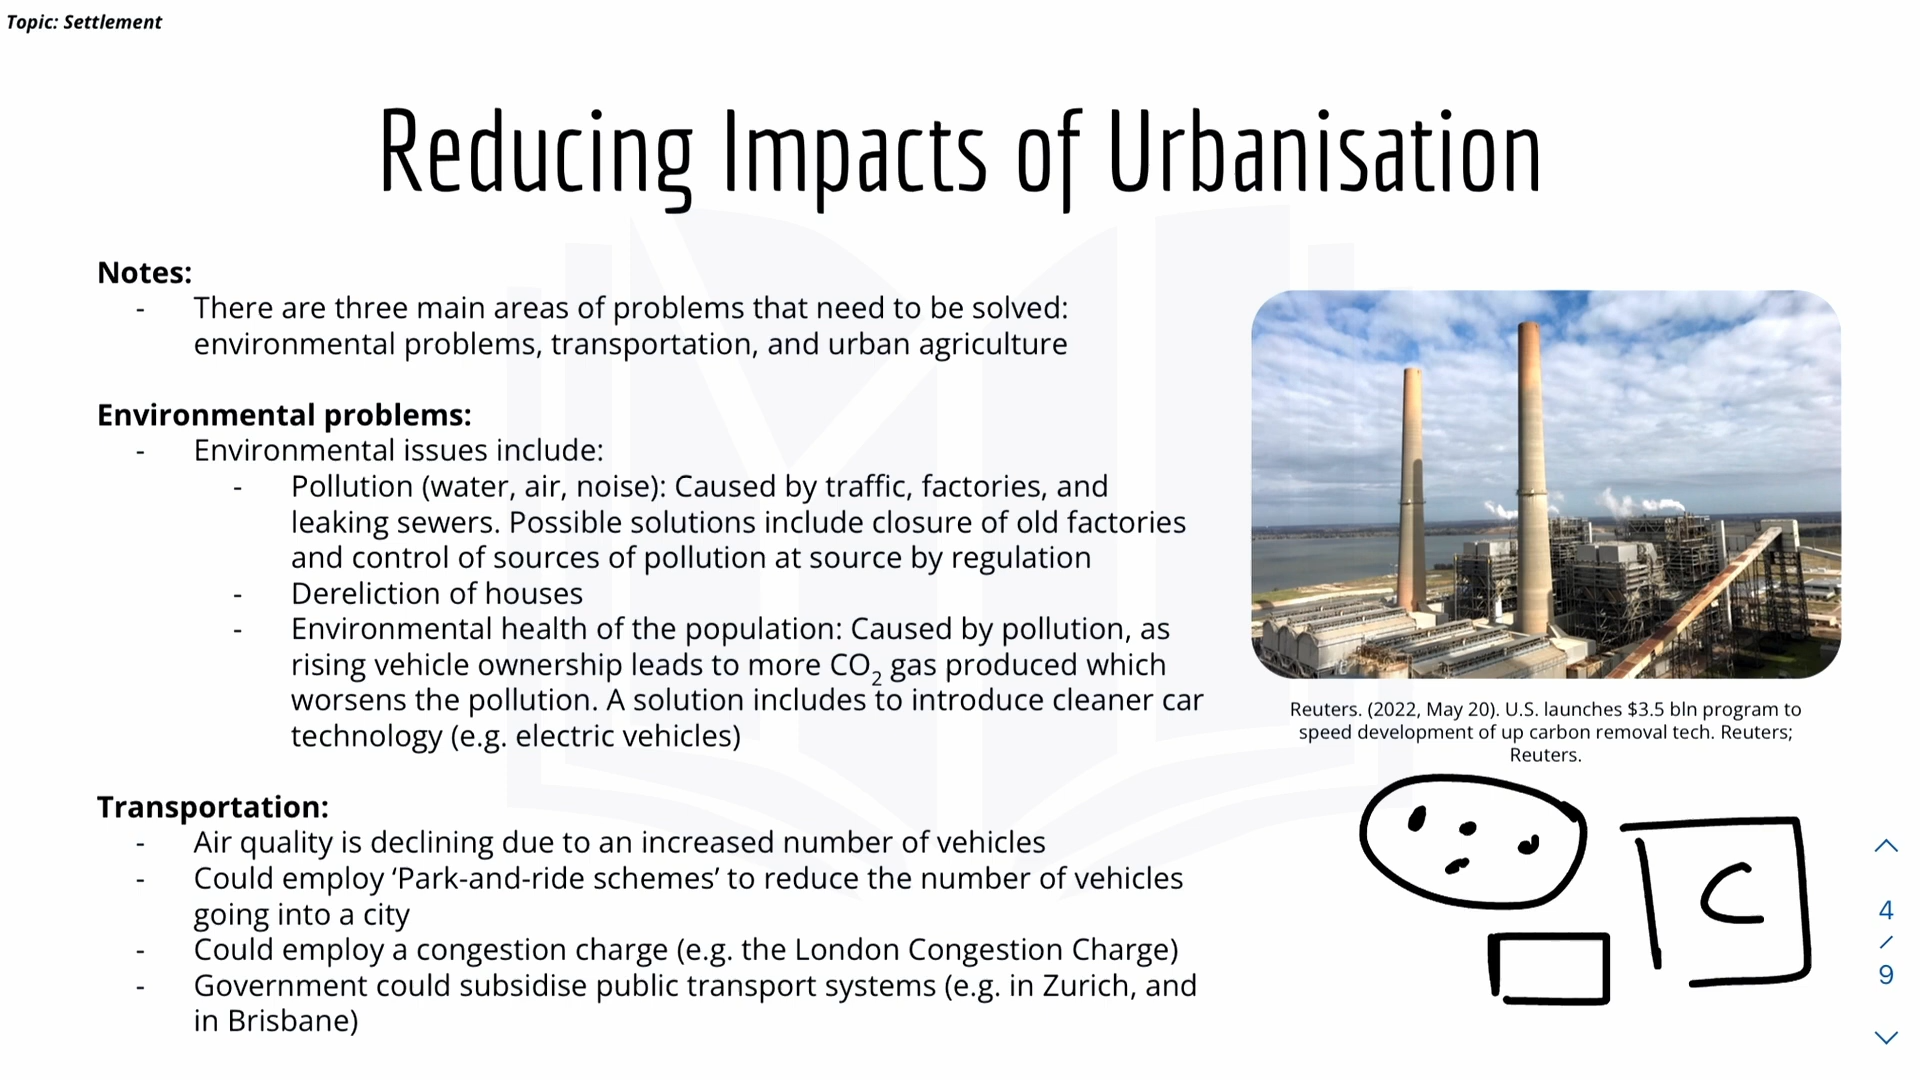 Topic: Settlement
Reducing Impacts of Urbanisation
Notes:
- There are three main areas of problems that need to be solved:
environmental problems, transportation, and urban agriculture
Environmental problems:
- Environmental issues include:
- Pollution (water, air, noise): Caused by traffic, factories, and
leaking sewers. Possible solutions include closure of old factories
and control of sources of pollution at source by regulation
- Dereliction of houses
- Environmental health of the population: Caused by pollution, as
rising vehicle ownership leads to more CO₂ gas produced which
worsens the pollution. A solution includes to introduce cleaner car
technology (e.g. electric vehicles)
Transportation:
- Air quality is declining due to an increased number of vehicles
- Could employ ‘Park-and-ride schemes’ to reduce the number of vehicles
going into a city
- Could employ a congestion charge (e.g. the London Congestion Charge)
- Government could subsidise public transport systems (e.g. in Zurich, and
in Brisbane)
Reuters. (2022, May 20). U.S. launches $3.5 bln program to
speed development of up carbon removal tech. Reuters;
Reuters.
C
4
/
9